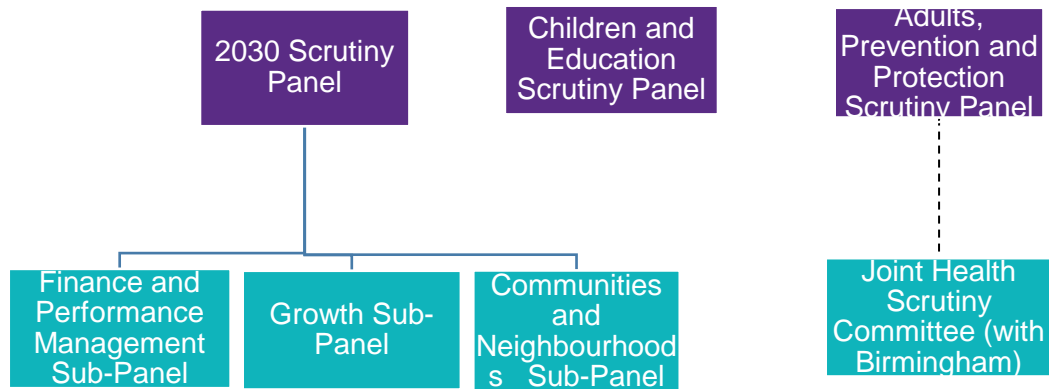 2030 Scrutiny
Panel
Children and
Education
Scrutiny Panel
Adults,
Prevention and
Protection
Scrutiny Panel
Finance and
Performance
Management
Sub-Panel
Growth Sub-
Panel
Communities
and
Neighbourhood
s Sub-Panel
Joint Health
Scrutiny
Committee (with
Birmingham)